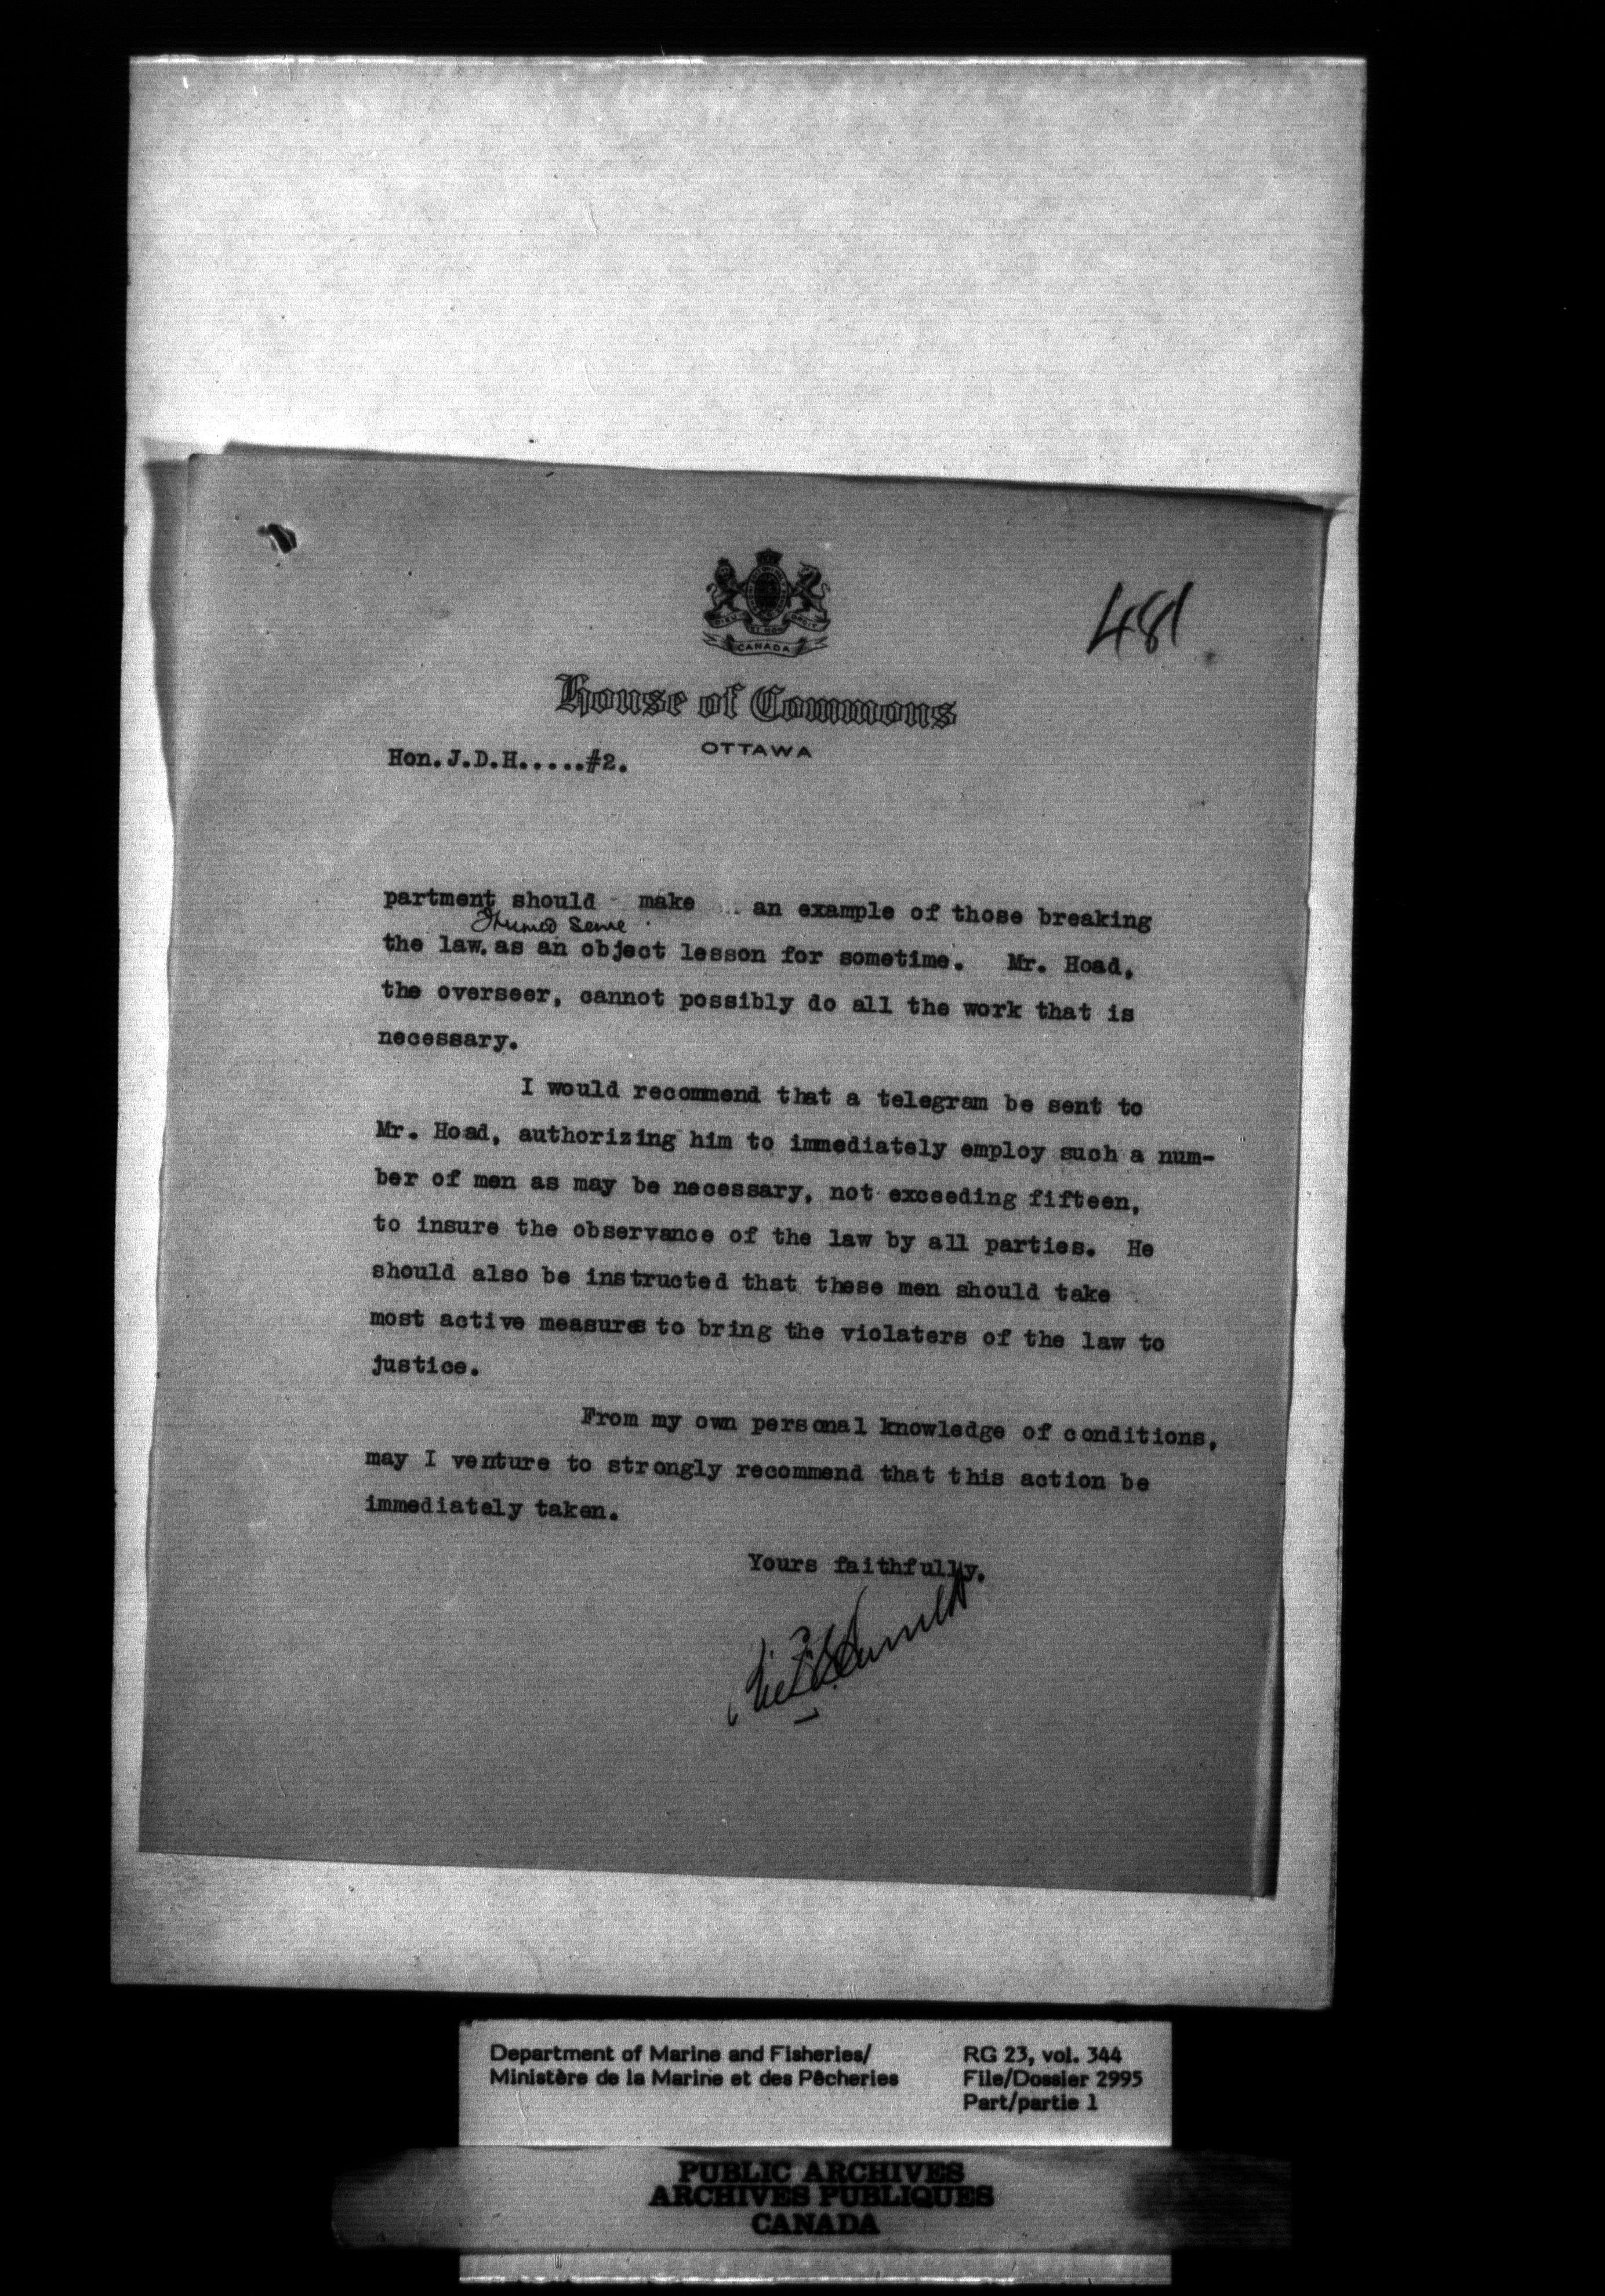 481
DIEU ET MON DROIT
CANADA
House of Commons
OTTAWA
Hon. J.D.H.....#2.
partment should make an example of those breaking
the law. as an object lesson for sometime. Mr. Hoad,
the overseer, cannot possibly do all the work that is
necessary.
I would recommend that a telegram be sent to
Mr. Hoad, authorizing him to immediately employ such a num-
ber of men as may be necessary, not exceeding fifteen,
to insure the observance of the law by all parties. He
should also be instructed that these men should take
most active measures to bring the violaters of the law to
justice.
From my own personal knowledge of conditions,
may I venture to strongly recommend that this action be
immediately taken.
Yours faithfully,
Department of Marine and Fisheries/
Ministère de la Marine et des Pêcheries
RG 23, vol. 344
File/Dossier 2995
Part/partie 1
PUBLIC ARCHIVES
ARCHIVES PUBLIQUES
CANADA